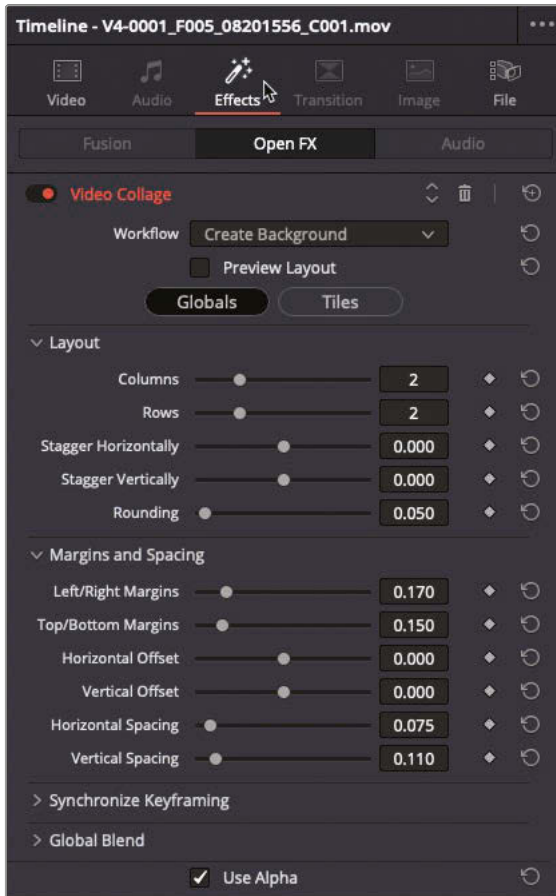 Timeline - V4-0001_F005_08201556_C001.mov
Video Audio Effects Transition Image File
Fusion Open FX Audio
Video Collage
Workflow Create Background
Preview Layout
Globals Tiles
Layout
Columns 2
Rows 2
Stagger Horizontally 0.000
Stagger Vertically 0.000
Rounding 0.050
Margins and Spacing
Left/Right Margins 0.170
Top/Bottom Margins 0.150
Horizontal Offset 0.000
Vertical Offset 0.000
Horizontal Spacing 0.075
Vertical Spacing 0.110
Synchronize Keyframing
Global Blend
Use Alpha